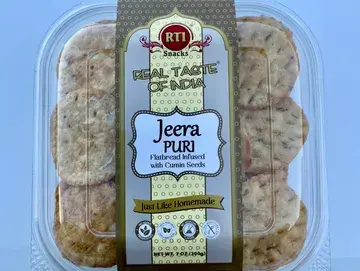 RTI
Snacks
REAL TASTE
OF INDIA
Jeera
PURI
Flatbread Infused
with Cumin Seeds
Just Like Homemade
NET WT. 7 OZ (200g)